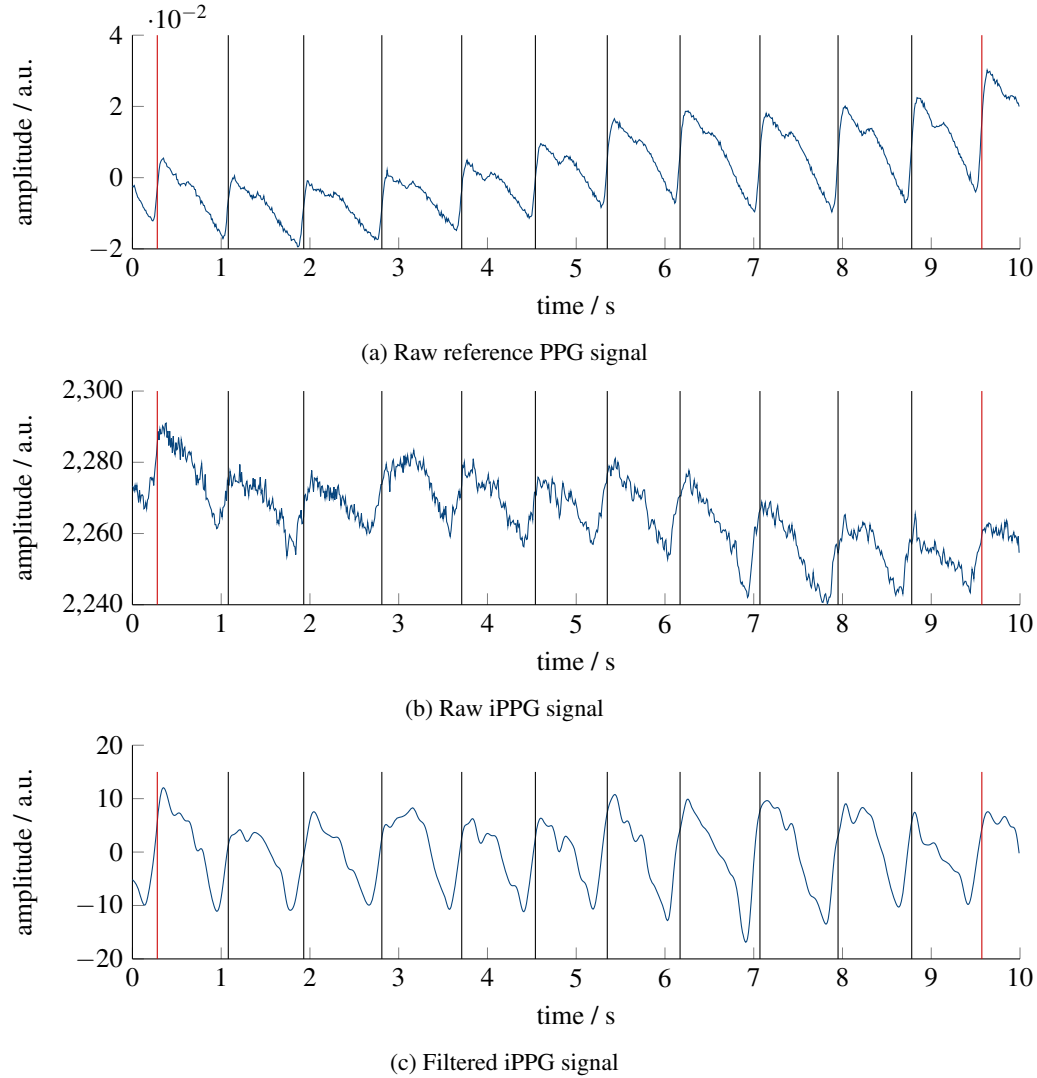 ·10−2
4
2
0
−2
amplitude / a.u.
0 1 2 3 4 5 6 7 8 9 10
time / s
(a) Raw reference PPG signal
2,300
2,280
2,260
2,240
amplitude / a.u.
0 1 2 3 4 5 6 7 8 9 10
time / s
(b) Raw iPPG signal
20
10
0
−10
−20
amplitude / a.u.
0 1 2 3 4 5 6 7 8 9 10
time / s
(c) Filtered iPPG signal